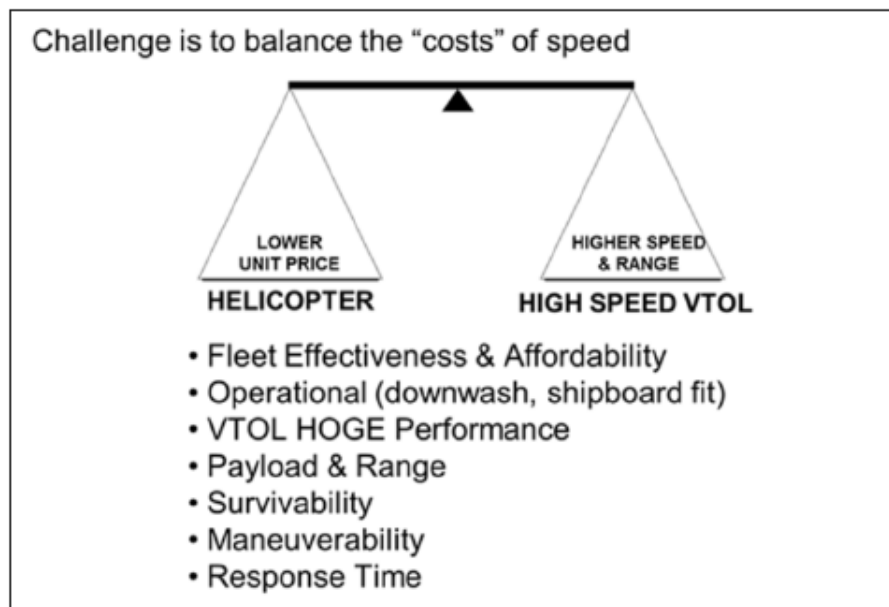 Challenge is to balance the “costs” of speed
LOWER
UNIT PRICE
HELICOPTER
HIGHER SPEED
& RANGE
HIGH SPEED VTOL
• Fleet Effectiveness & Affordability
• Operational (downwash, shipboard fit)
• VTOL HOGE Performance
• Payload & Range
• Survivability
• Maneuverability
• Response Time